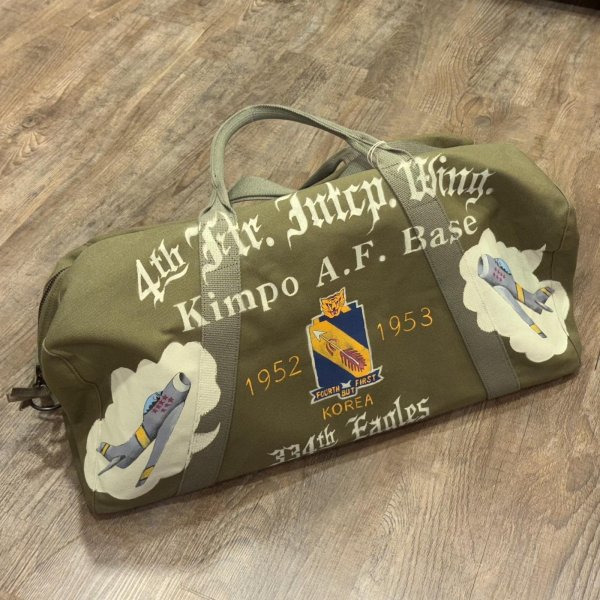 4th Ftr. Intcp. Wing.
Kimpo A.F. Base
1952 1953
FOURTH BUT FIRST
KOREA
334th Eagles